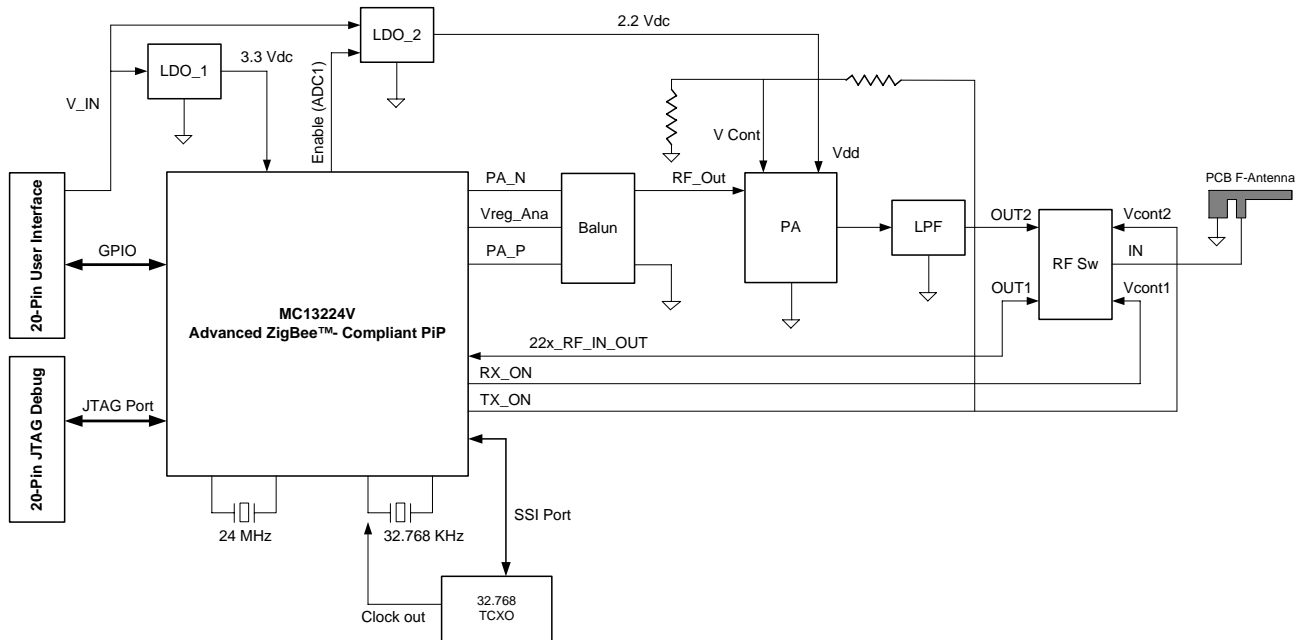 LDO_2
2.2 Vdc
LDO_1
3.3 Vdc
V_IN
Enable (ADC1)
V Cont
Vdd
20-Pin User Interface
GPIO
MC13224V
Advanced ZigBee™- Compliant PiP
PA_N
Vreg_Ana
PA_P
Balun
RF_Out
PA
LPF
OUT2
OUT1
RF Sw
Vcont2
IN
Vcont1
PCB F-Antenna
22x_RF_IN_OUT
RX_ON
TX_ON
20-Pin JTAG Debug
JTAG Port
24 MHz
32.768 KHz
SSI Port
Clock out
32.768
TCXO